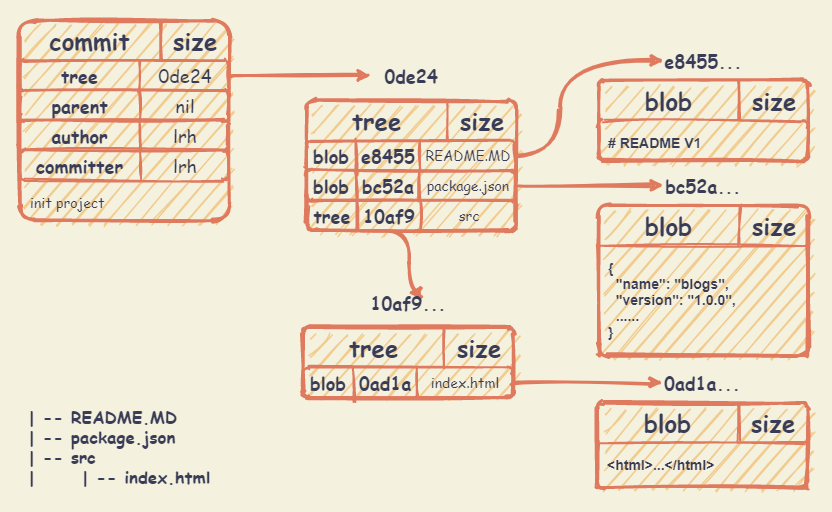 commit size
tree 0de24
parent nil
author lrh
committer lrh
init project
0de24
tree size
blob e8455 README.MD
blob bc52a package.json
tree 10af9 src
10af9...
tree size
blob 0ad1a index.html
e8455...
blob size
# README V1
bc52a...
blob size
{
"name": "blogs",
"version": "1.0.0",
......
}
0ad1a...
blob size
<html>...</html>
| -- README.MD
| -- package.json
| -- src
| | -- index.html